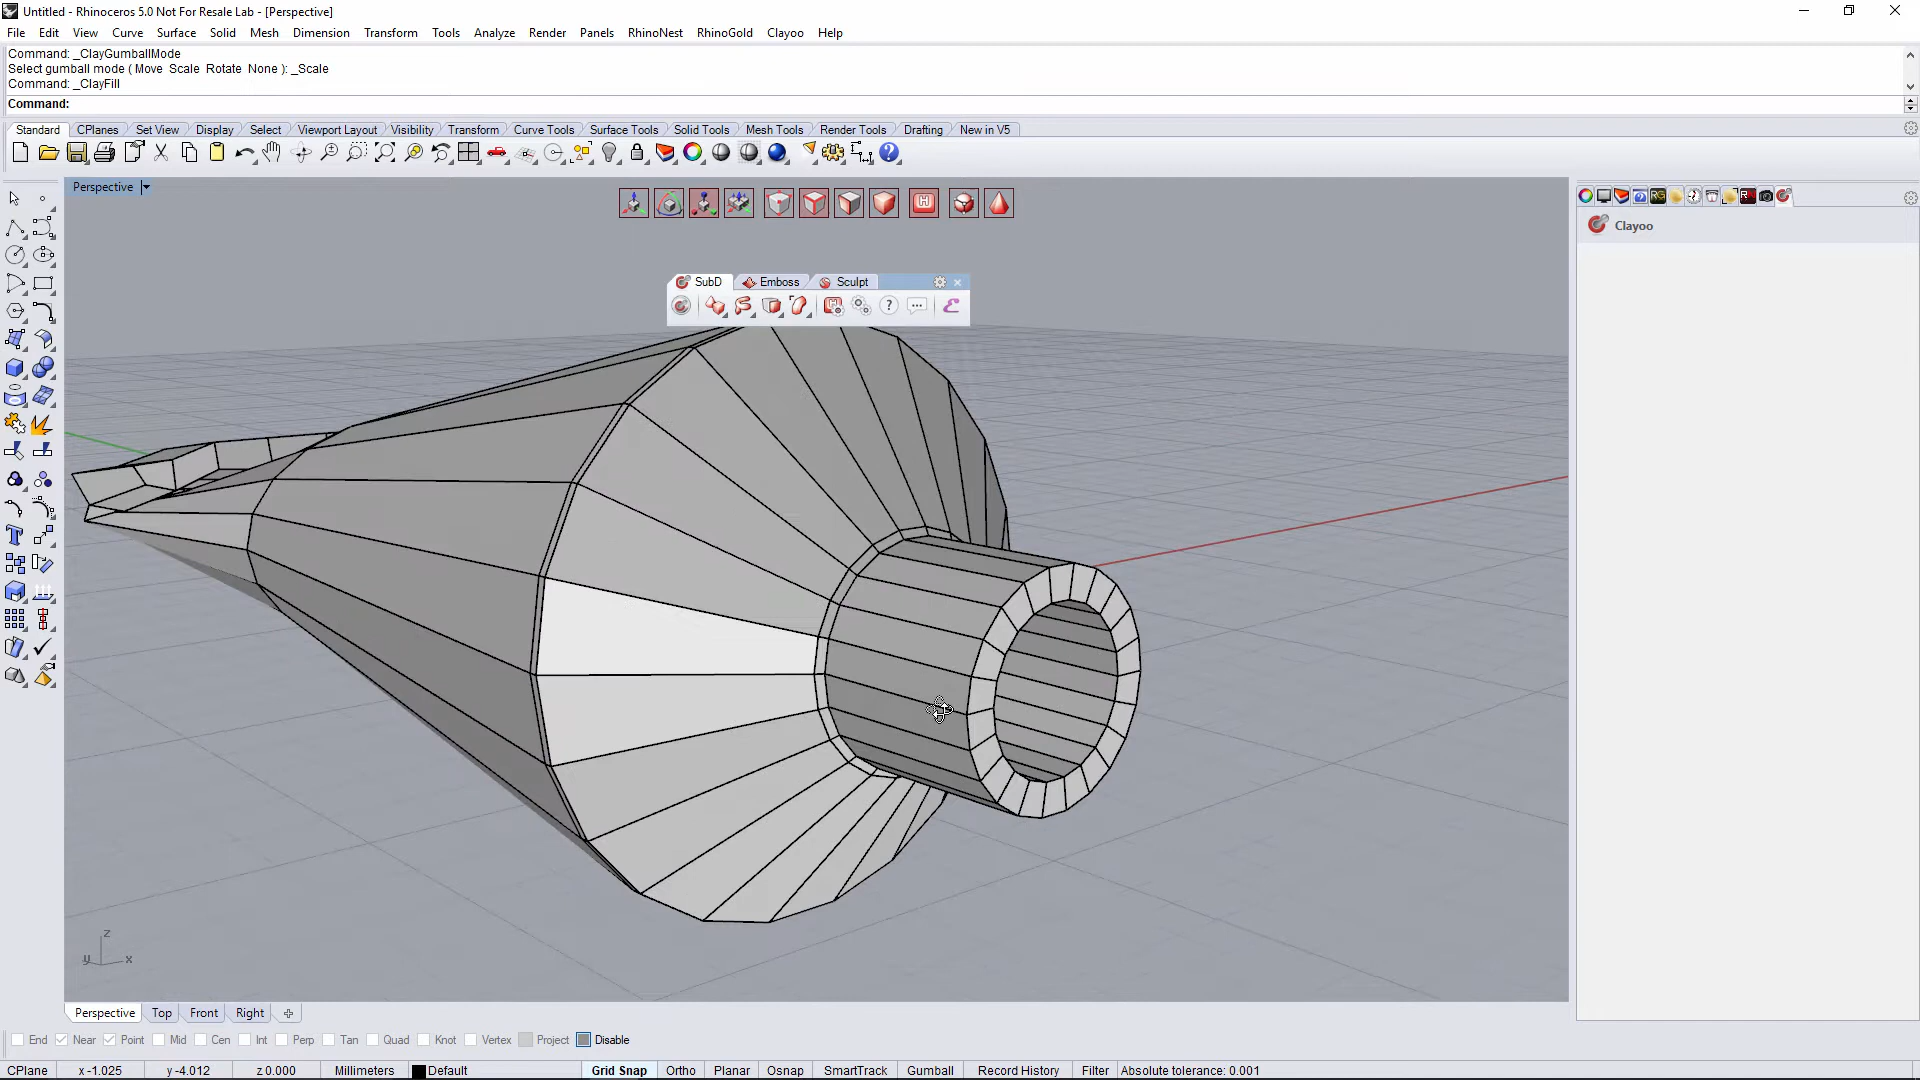 Untitled - Rhinoceros 5.0 Not For Resale Lab - [Perspective]
File Edit View Curve Surface Solid Mesh Dimension Transform Tools Analyze Render Panels RhinoNest RhinoGold Clayoo Help
Command: _ClayGumballMode
Select gumball mode ( Move Scale Rotate None ): _Scale
Command: _ClayFill
Command:
Standard CPlanes Set View Display Select Viewport Layout Visibility Transform Curve Tools Surface Tools Solid Tools Mesh Tools Render Tools Drafting New in V5
Perspective
Clayoo
SubD Emboss Sculpt
z
y x
Perspective Top Front Right
End Near Point Mid Cen Int Perp Tan Quad Knot Vertex Project Disable
CPlane x -1.025 y -4.012 z 0.000 Millimeters Default Grid Snap Ortho Planar Osnap SmartTrack Gumball Record History Filter Absolute tolerance: 0.001